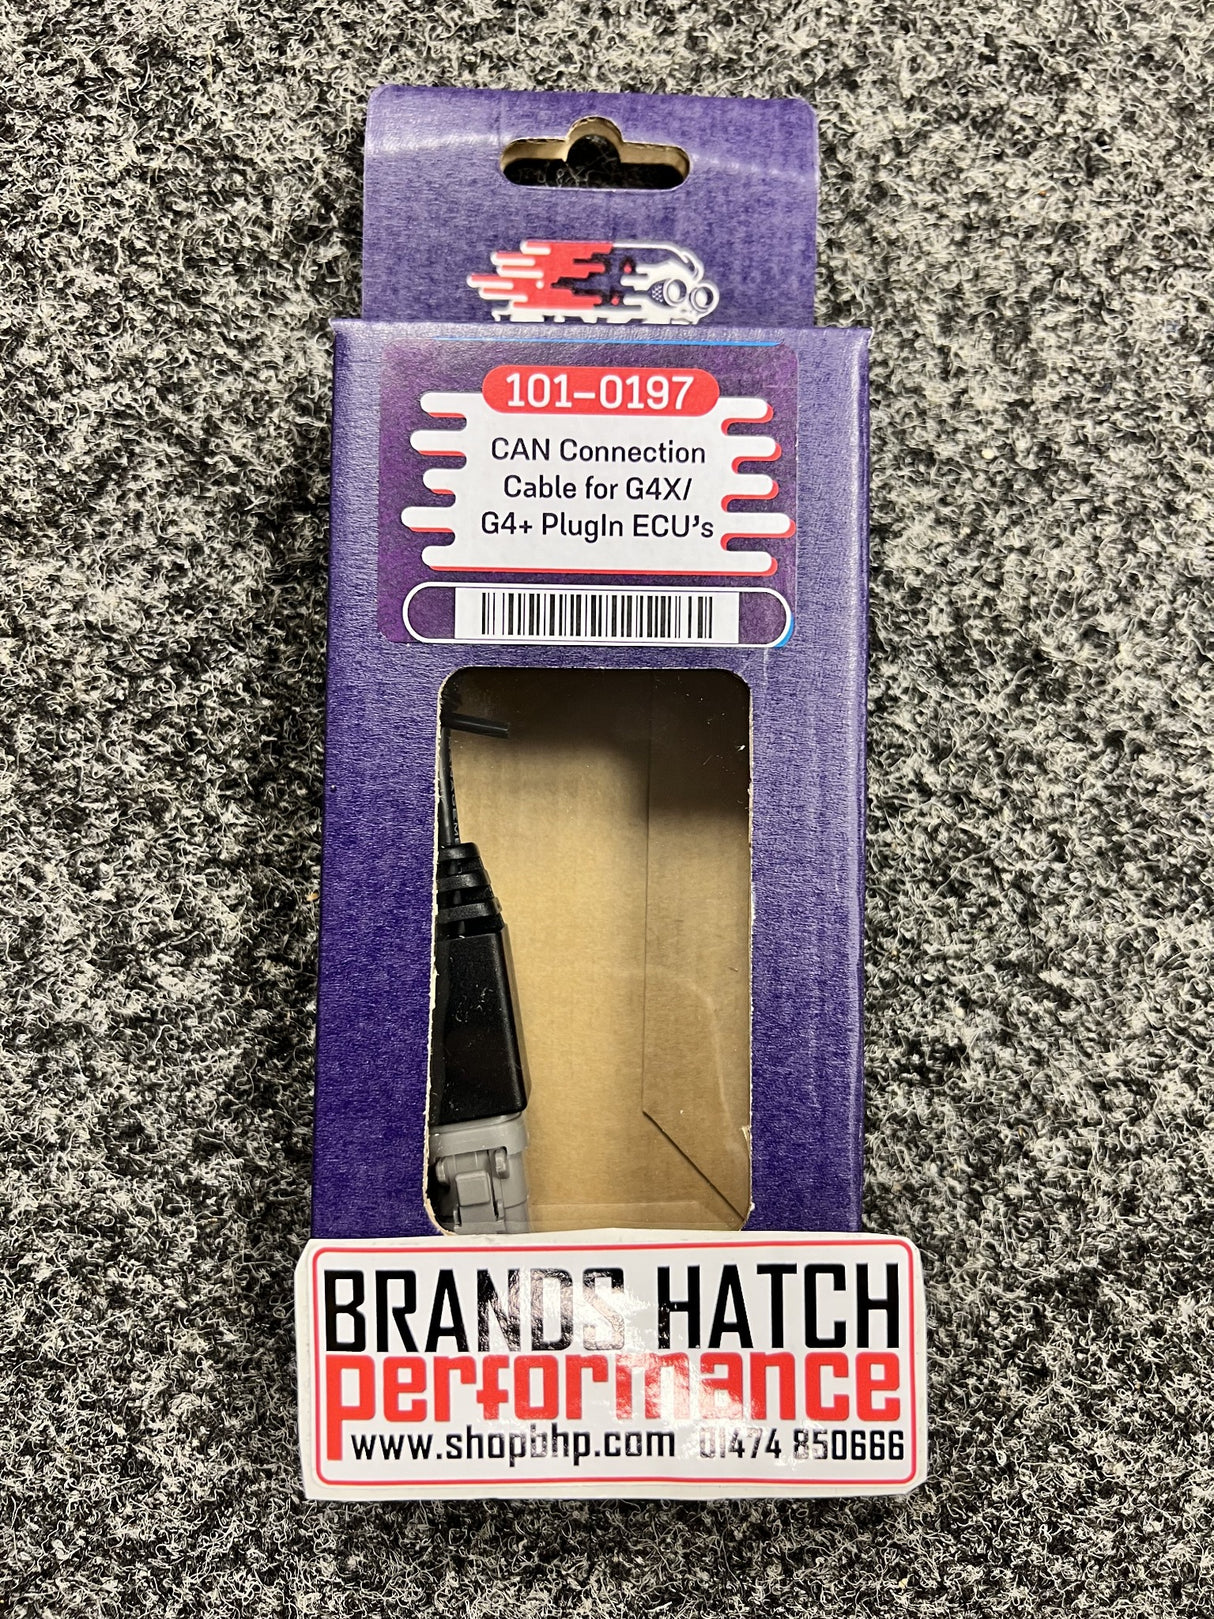 101-0197
CAN Connection
Cable for G4X/
G4+ PlugIn ECU's
BRANDS HATCH
performance
www.shopbhp.com 01474 850666